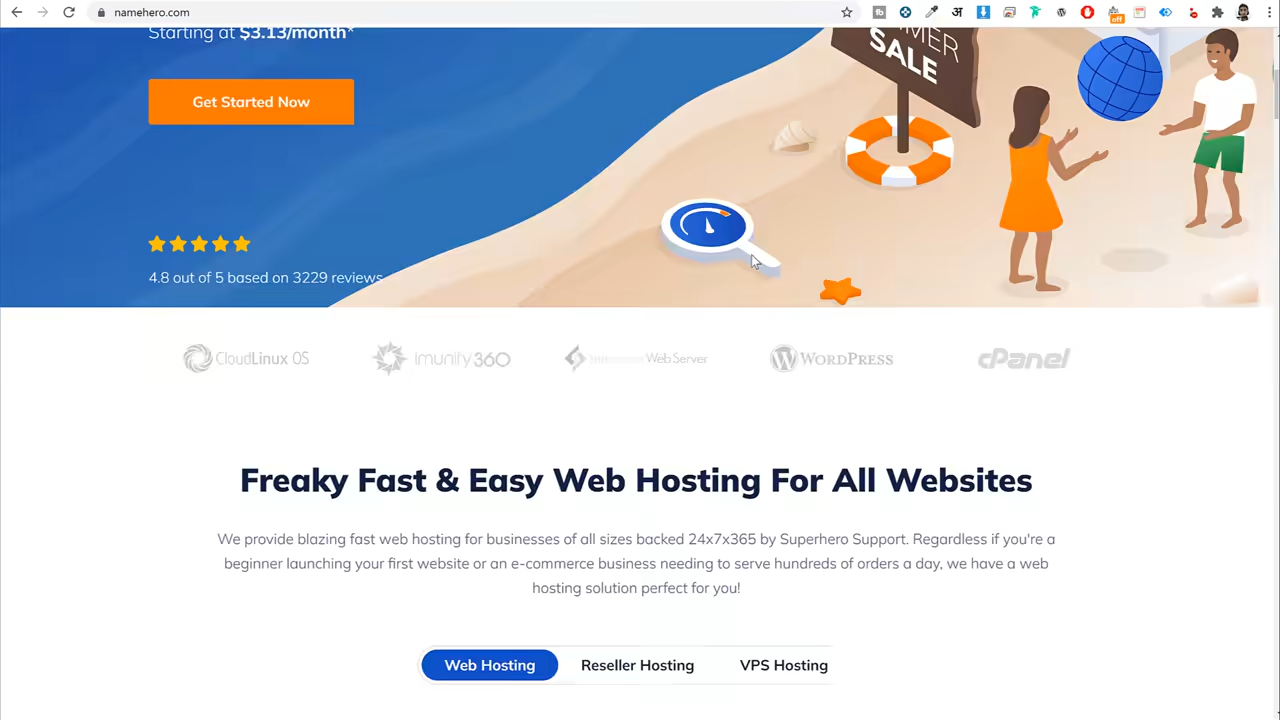 namehero.com
off
Starting at $3.13/month*
SALE
Get Started Now
4.8 out of 5 based on 3229 reviews
CloudLinux OS
Imunify360
Web Server
WORDPRESS
cPanel
Freaky Fast & Easy Web Hosting For All Websites
We provide blazing fast web hosting for businesses of all sizes backed 24x7x365 by Superhero Support. Regardless if you're a
beginner launching your first website or an e-commerce business needing to serve hundreds of orders a day, we have a web
hosting solution perfect for you!
Web Hosting
Reseller Hosting
VPS Hosting